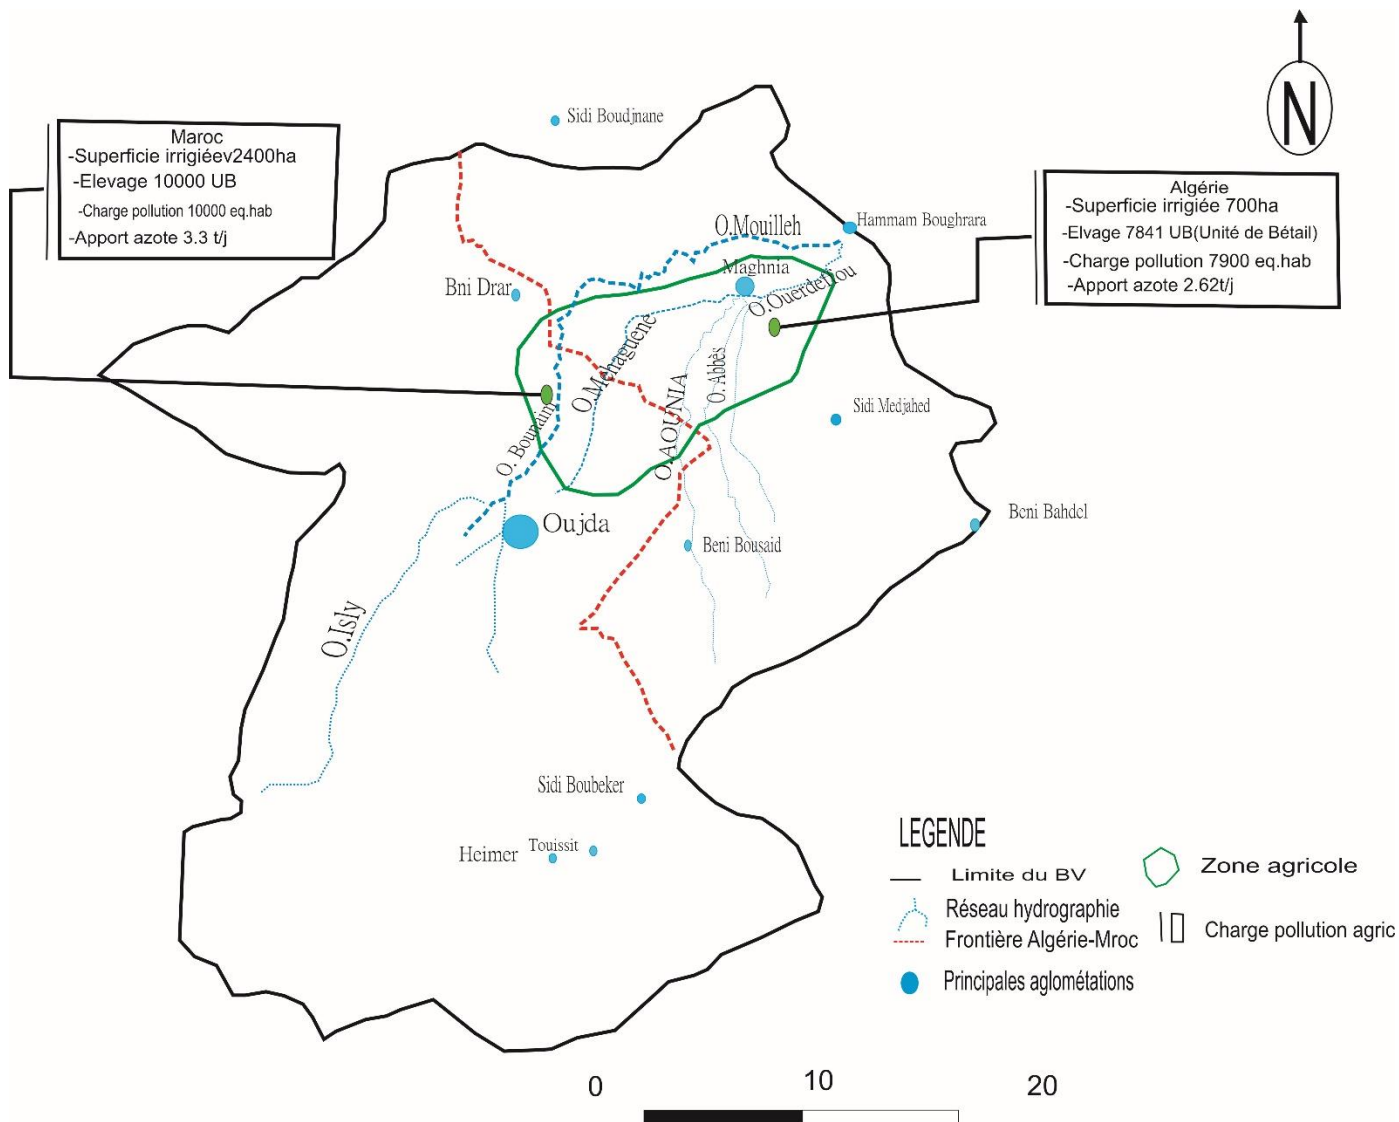 N
Sidi Boudjnane
Maroc
-Superficie irrigiéev2400ha
-Elevage 10000 UB
-Charge pollution 10000 eq.hab
-Apport azote 3.3 t/j
Algérie
-Superficie irrigiée 700ha
-Elvage 7841 UB(Unité de Bétail)
-Charge pollution 7900 eq.hab
-Apport azote 2.62t/j
Hammam Boughrara
O.Mouilleh
Maghnia
Bni Drar
O.Ouerdeffou
O.Mehaguene
O. Abbès
O.AOUNIA
O. Bounaim
Sidi Medjahed
Oujda
Beni Bahdel
Beni Bousaid
O.Isly
Sidi Boubeker
Heimer
Touissit
LEGENDE
Limite du BV
Réseau hydrographie
Frontière Algérie-Mroc
Principales aglométations
Zone agricole
Charge pollution agric
0 10 20